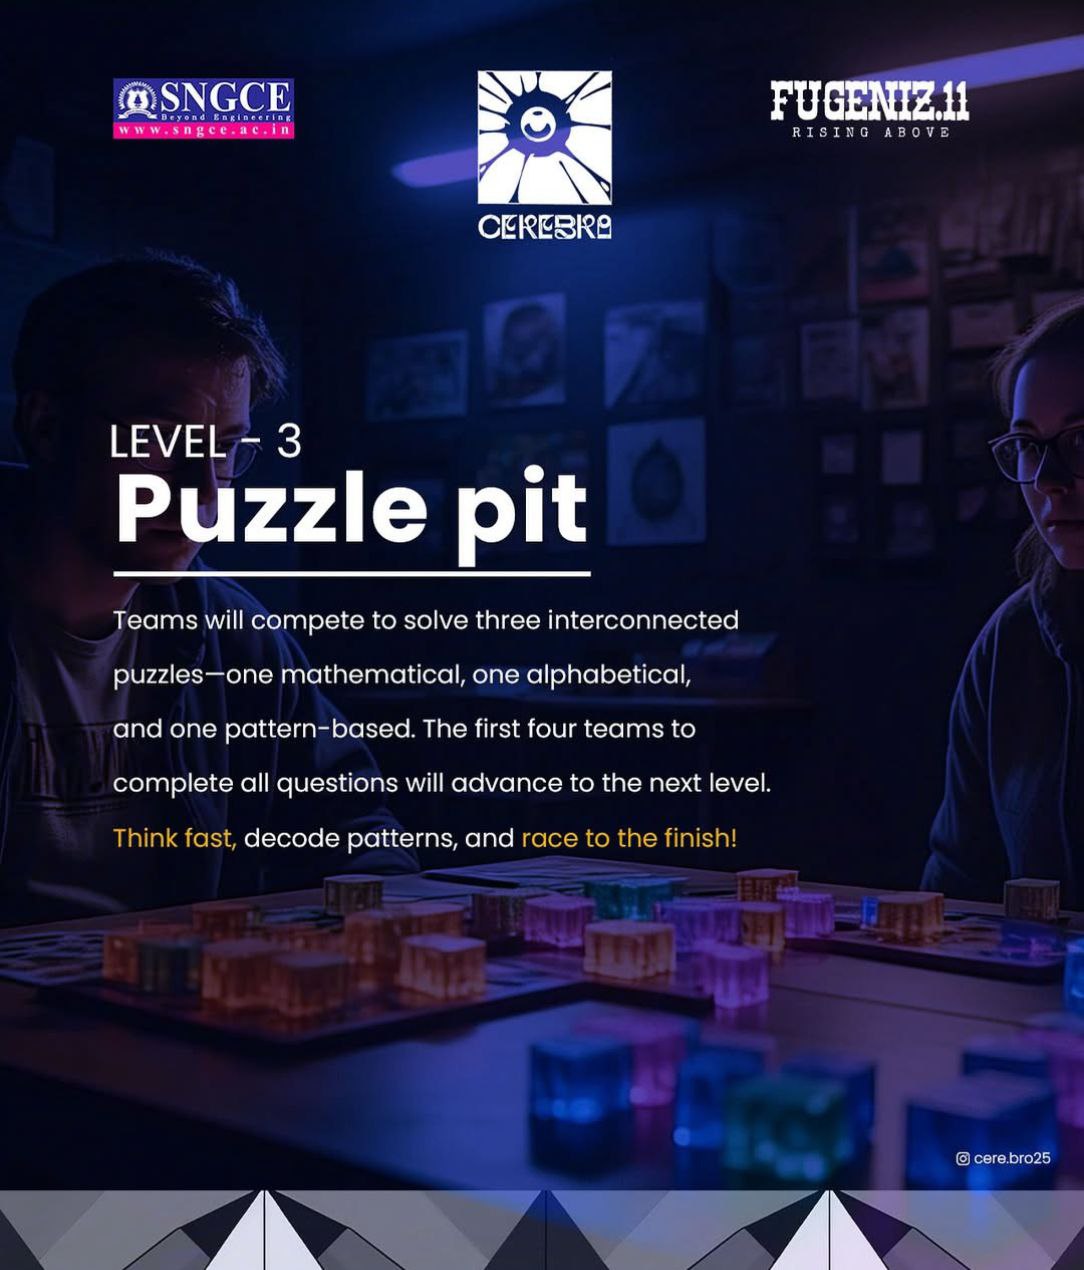 SNGCE
Beyond Engineering
www.sngce.ac.in
CEREBRO
FUGENIZ.11
RISING ABOVE
LEVEL - 3
Puzzle pit
Teams will compete to solve three interconnected
puzzles—one mathematical, one alphabetical,
and one pattern-based. The first four teams to
complete all questions will advance to the next level.
Think fast, decode patterns, and race to the finish!
cere.bro25